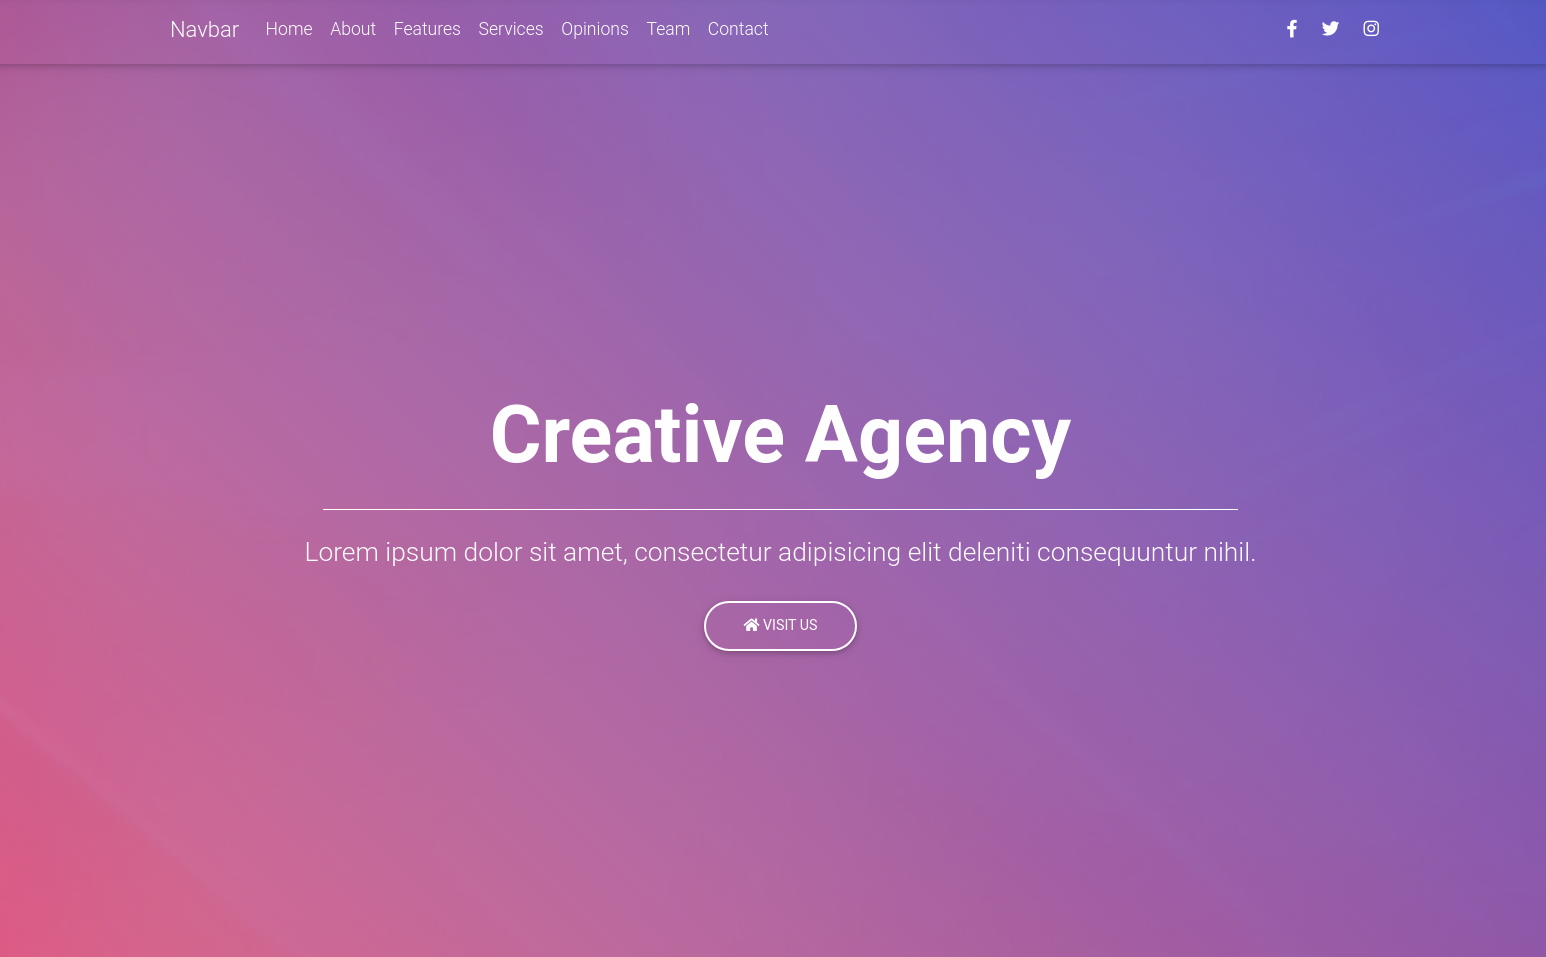 Navbar Home About Features Services Opinions Team Contact
Creative Agency
Lorem ipsum dolor sit amet, consectetur adipisicing elit deleniti consequuntur nihil.
VISIT US